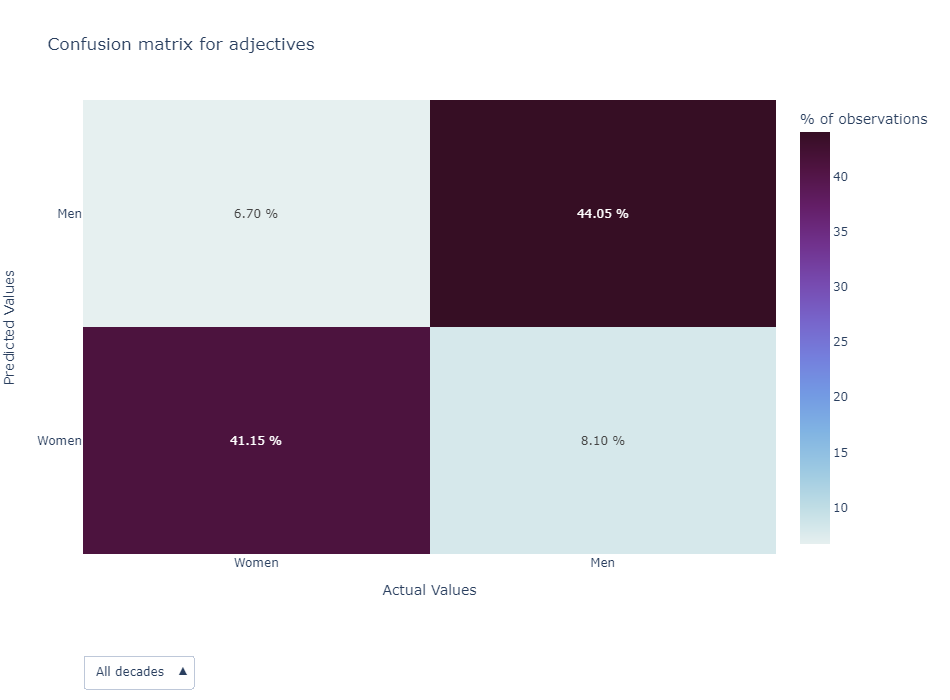 Confusion matrix for adjectives
% of observations
Men
6.70 %
44.05 %
Women
41.15 %
8.10 %
Predicted Values
Women
Men
Actual Values
40
35
30
25
20
15
10
All decades ▲